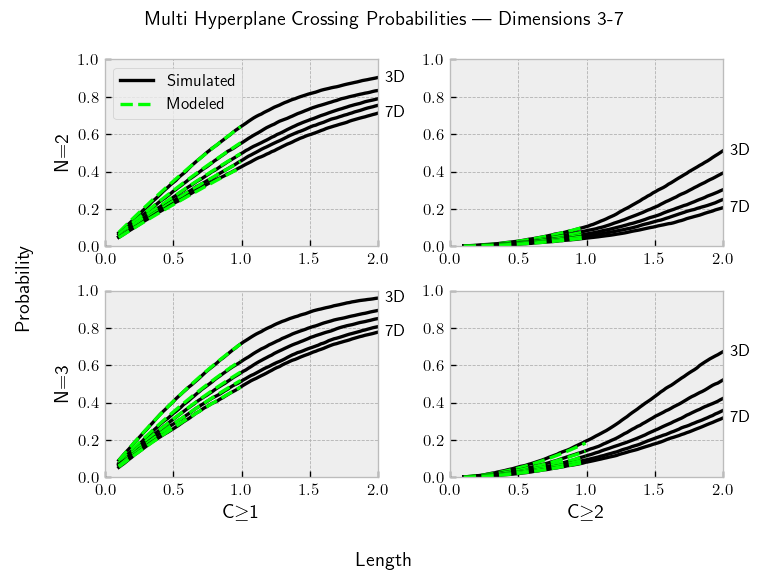 Multi Hyperplane Crossing Probabilities — Dimensions 3-7
1.0
0.8
0.6
0.4
0.2
0.0
0.0 0.5 1.0 1.5 2.0
N=2
Simulated
Modeled
3D
7D
1.0
0.8
0.6
0.4
0.2
0.0
0.0 0.5 1.0 1.5 2.0
3D
7D
Probability
1.0
0.8
0.6
0.4
0.2
0.0
0.0 0.5 1.0 1.5 2.0
N=3
3D
7D
C≥1
1.0
0.8
0.6
0.4
0.2
0.0
0.0 0.5 1.0 1.5 2.0
3D
7D
C≥2
Length